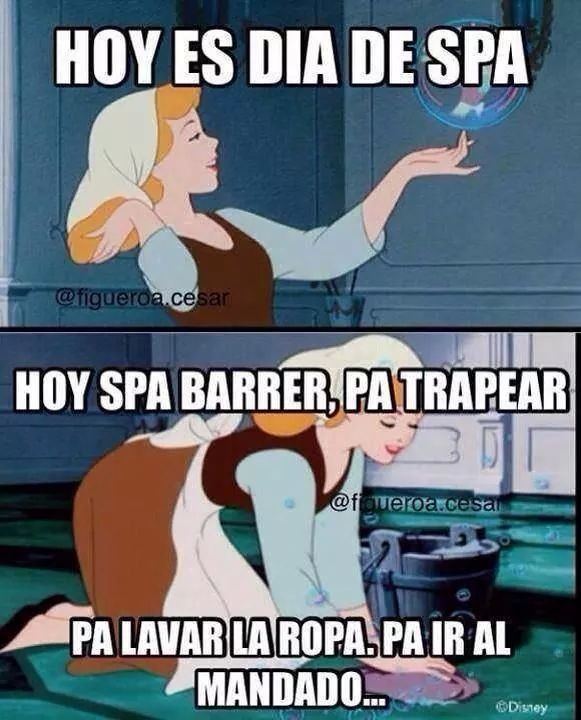 HOY ES DIA DE SPA
@figueroa.cesar
HOY SPA BARRER, PA TRAPEAR
@figueroa.cesar
PA LAVAR LA ROPA. PA IR AL
MANDADO...
©Disney